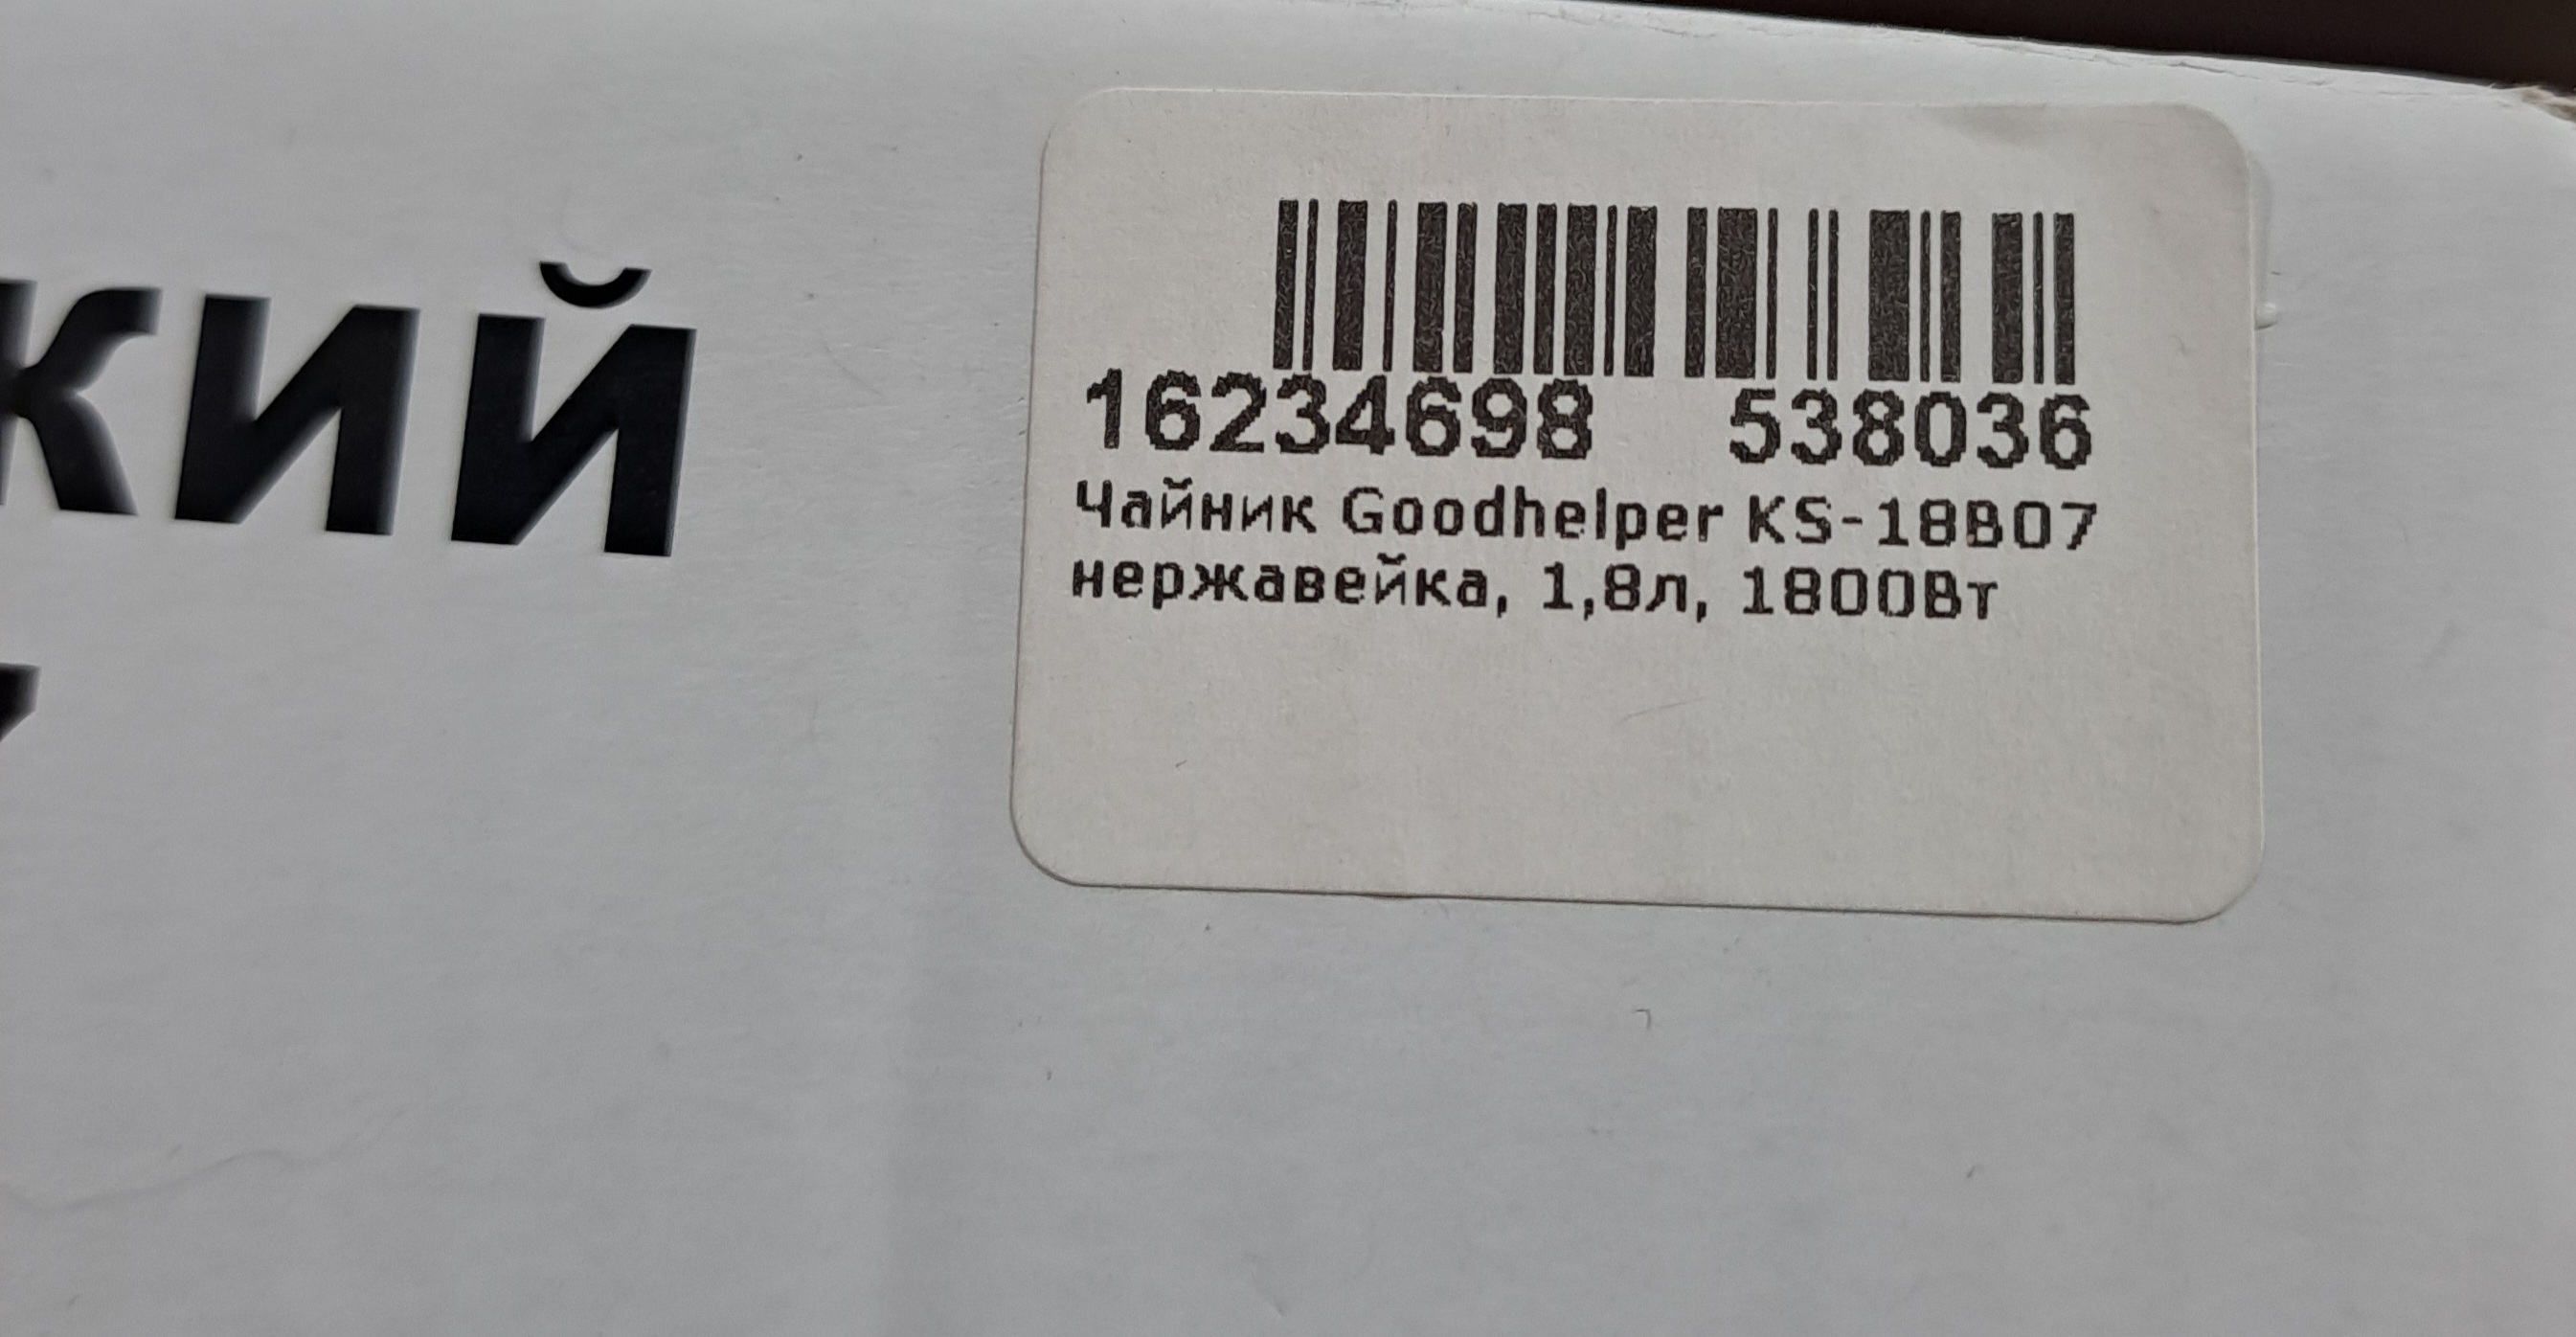 кий
16234698 538036
Чайник Goodhelper KS-18B07
нержавейка, 1,8л, 1800Вт